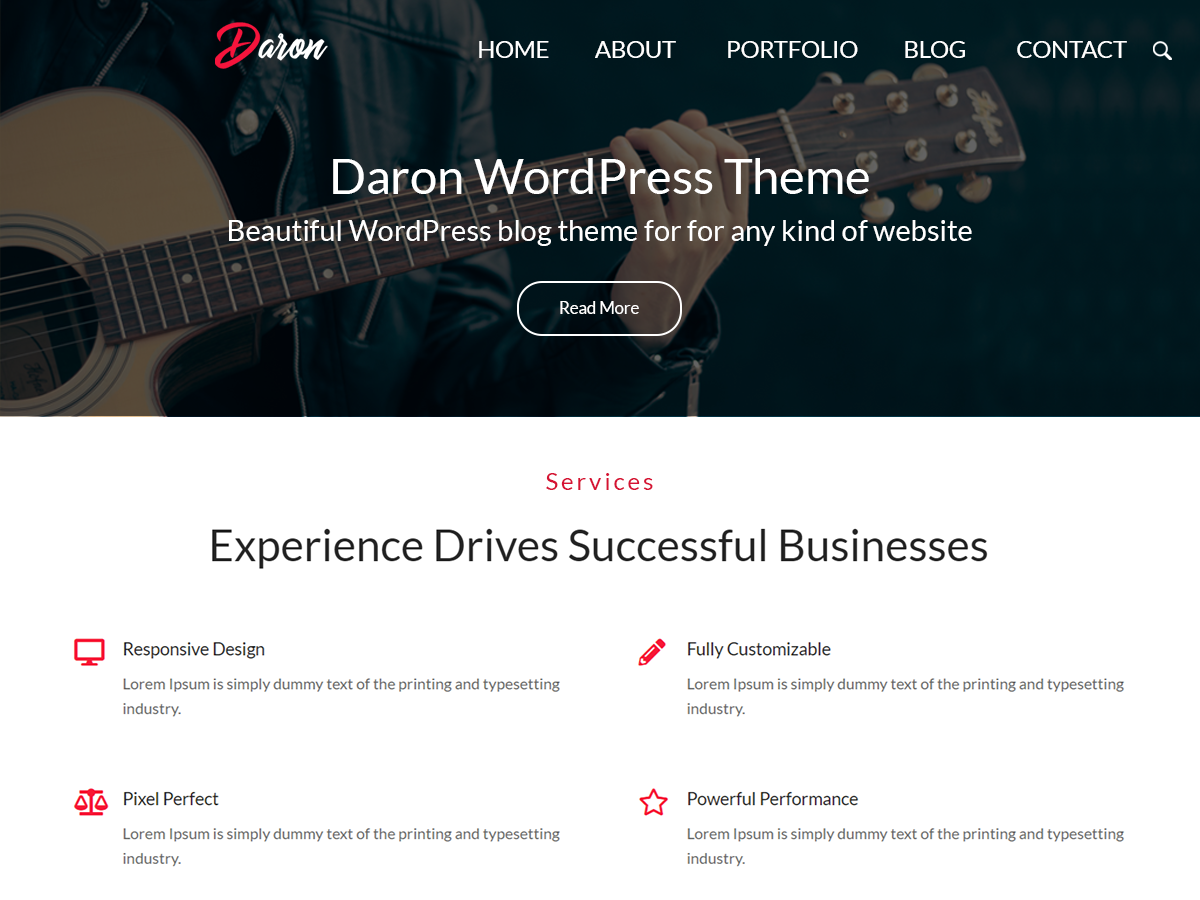 Daron
HOME ABOUT PORTFOLIO BLOG CONTACT
Daron WordPress Theme
Beautiful WordPress blog theme for for any kind of website
Read More
Services
Experience Drives Successful Businesses
Responsive Design
Lorem Ipsum is simply dummy text of the printing and typesetting
industry.
Fully Customizable
Lorem Ipsum is simply dummy text of the printing and typesetting
industry.
Pixel Perfect
Lorem Ipsum is simply dummy text of the printing and typesetting
industry.
Powerful Performance
Lorem Ipsum is simply dummy text of the printing and typesetting
industry.